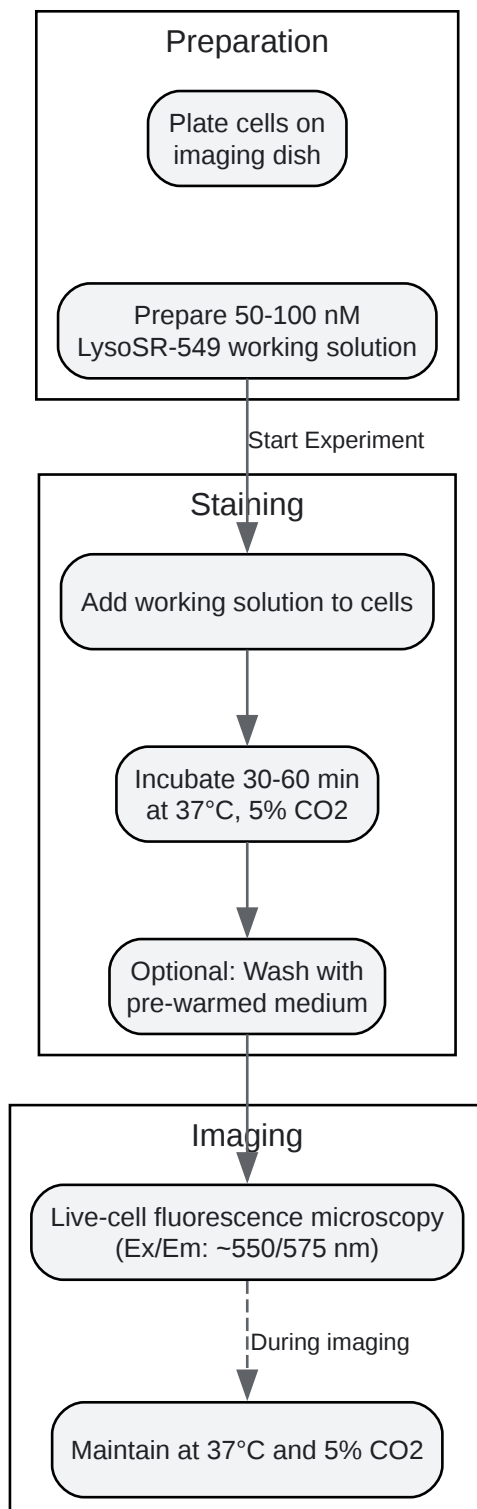 Preparation
Plate cells on
imaging dish
Prepare 50-100 nM
LysoSR-549 working solution
Start Experiment
Staining
Add working solution to cells
Incubate 30-60 min
at 37°C, 5% CO2
Optional: Wash with
pre-warmed medium
Imaging
Live-cell fluorescence microscopy
(Ex/Em: ~550/575 nm)
During imaging
Maintain at 37°C and 5% CO2